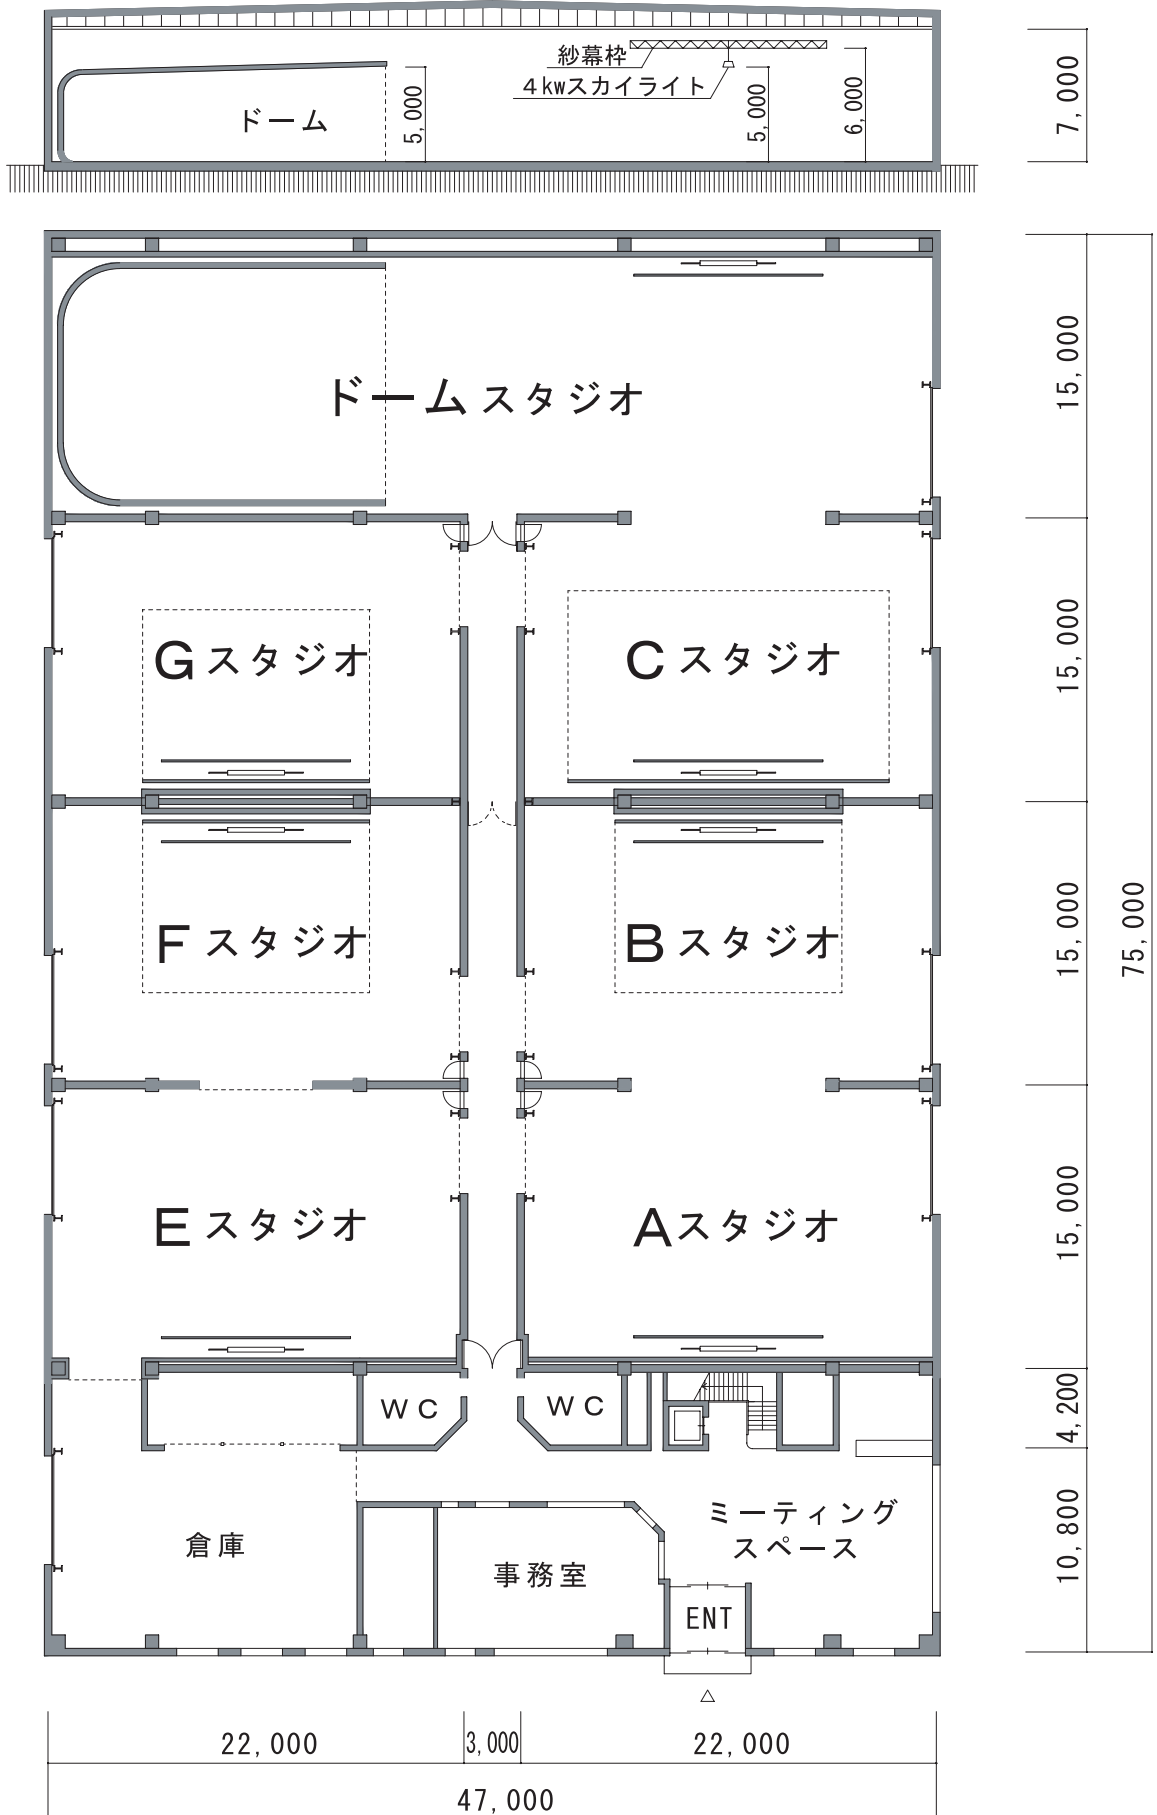 紗幕枠
4kwスカイライト
ドーム
5,000
5,000
6,000
7,000
ドームスタジオ
15,000
Gスタジオ
Cスタジオ
15,000
Fスタジオ
Bスタジオ
15,000
75,000
Eスタジオ
Aスタジオ
15,000
WC
WC
4,200
ミーティング
スペース
倉庫
事務室
10,800
ENT
22,000
3,000
22,000
47,000